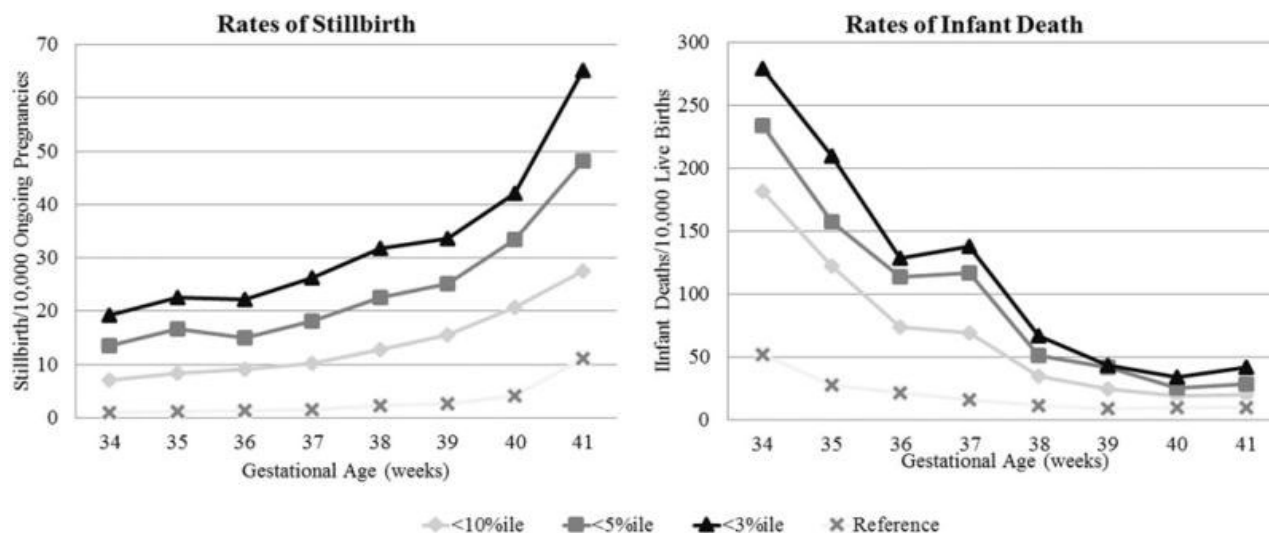 Rates of Stillbirth
Stillbirth/10,000 Ongoing Pregnancies
70
60
50
40
30
20
10
0
34 35 36 37 38 39 40 41
Gestational Age (weeks)
Rates of Infant Death
Infant Deaths/10,000 Live Births
300
250
200
150
100
50
0
34 35 36 37 38 39 40 41
Gestational Age (weeks)
<10%ile <5%ile <3%ile Reference